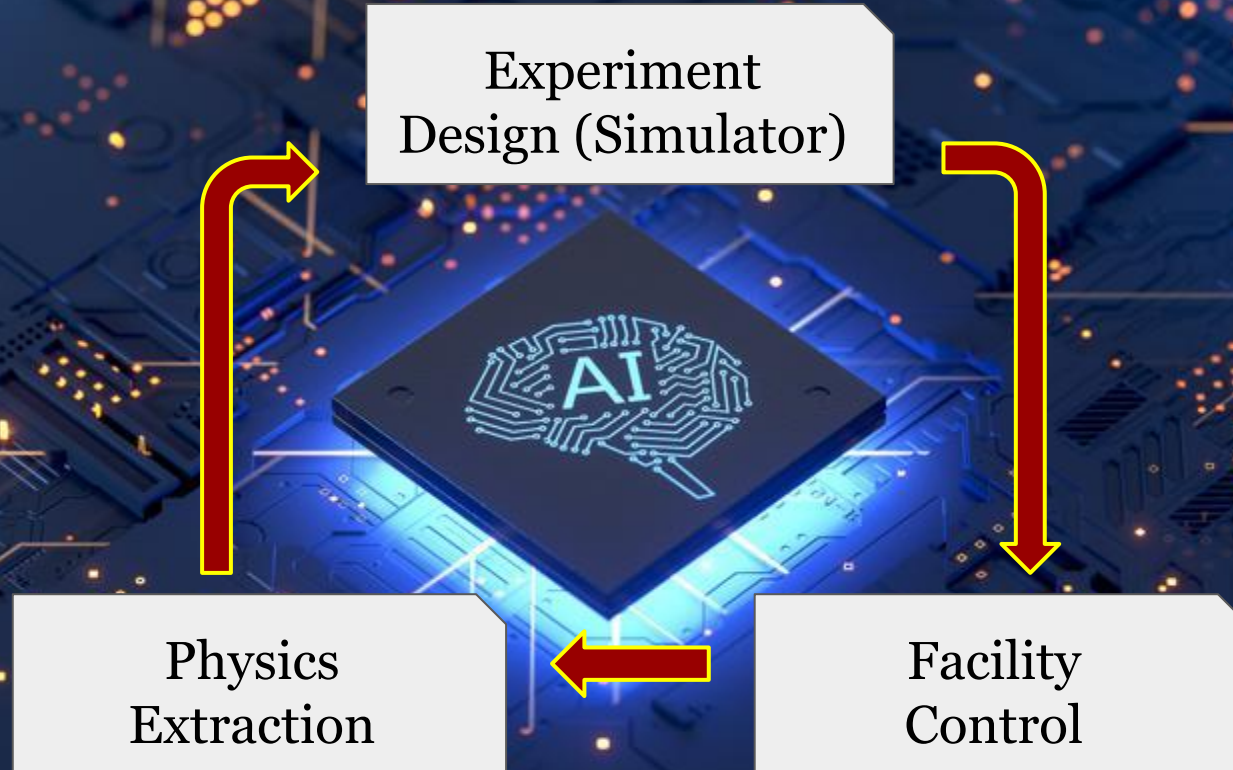 Experiment
Design (Simulator)
AI
Physics
Extraction
Facility
Control